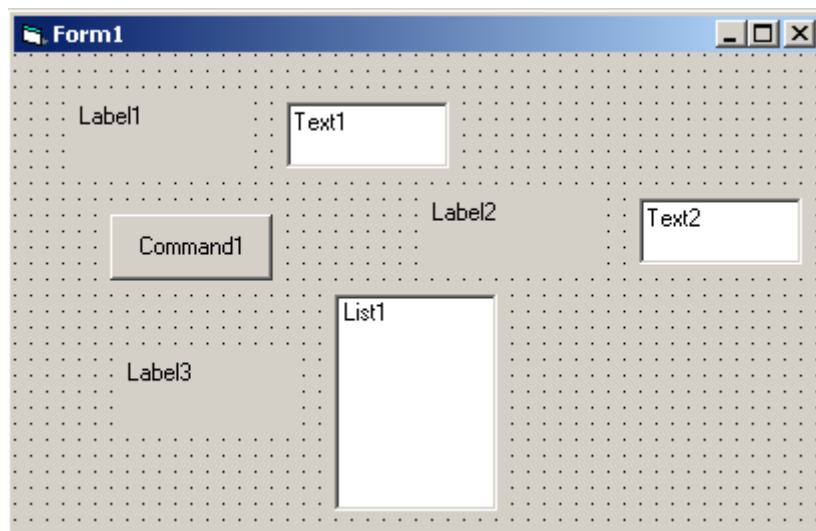 Form1
Label1
Text1
Label2
Text2
Command1
List1
Label3